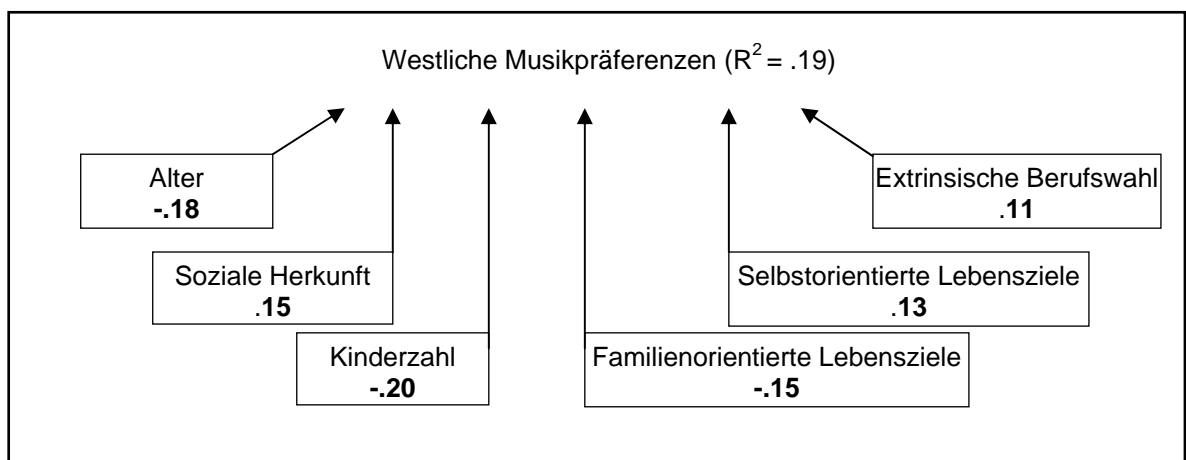 Westliche Musikpräferenzen (R² = .19)
Alter
-.18
Extrinsische Berufswahl
.11
Soziale Herkunft
.15
Selbstorientierte Lebensziele
.13
Kinderzahl
-.20
Familienorientierte Lebensziele
-.15